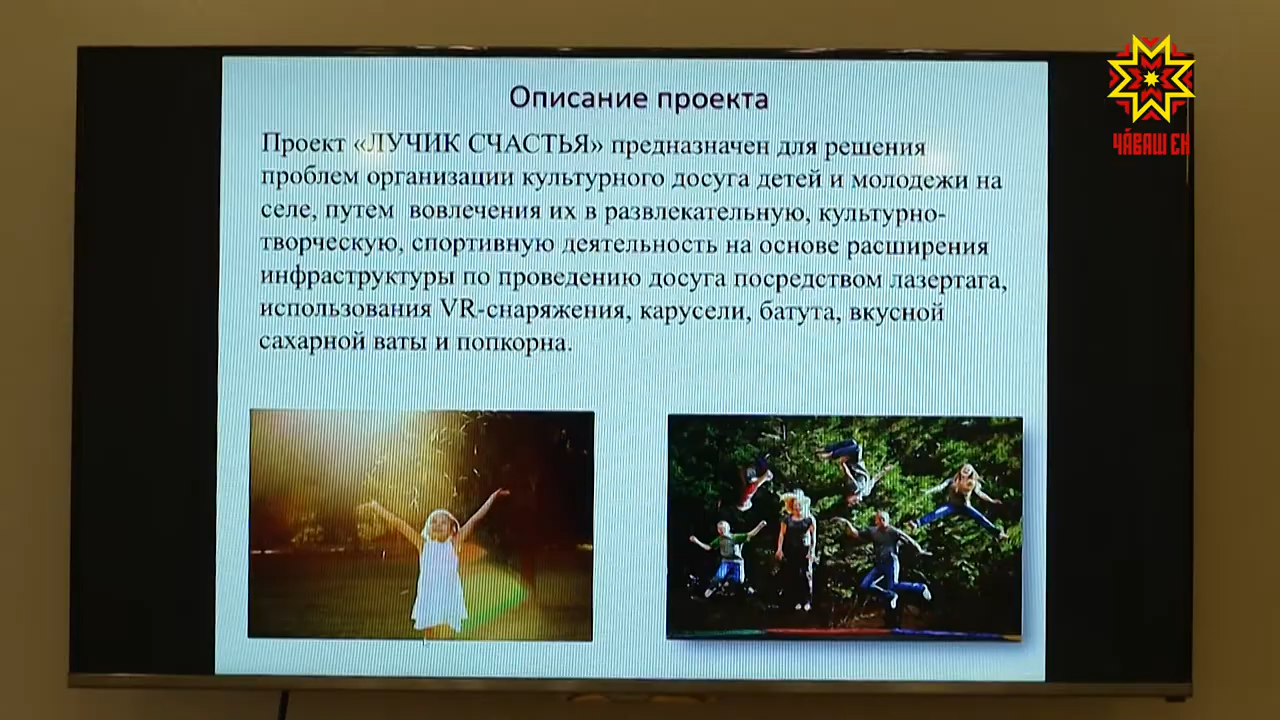 Описание проекта
ЧӐВАШ ЕН
Проект «ЛУЧИК СЧАСТЬЯ» предназначен для решения
проблем организации культурного досуга детей и молодежи на
селе, путем вовлечения их в развлекательную, культурно-
творческую, спортивную деятельность на основе расширения
инфраструктуры по проведению досуга посредством лазертага,
использования VR-снаряжения, карусели, батута, вкусной
сахарной ваты и попкорна.